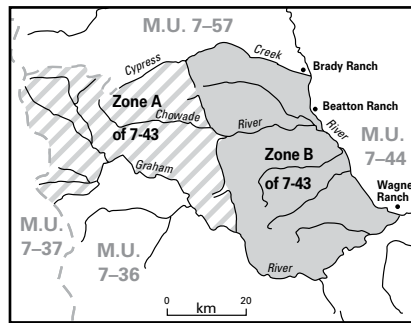 M.U. 7–57
Cypress
Creek
Brady Ranch
Zone A
Chowade
Beatton Ranch
of 7-43
River
River
M.U.
7–44
Graham
Zone B
of 7-43
Wagne
Ranch
M.U.
7–37
M.U.
7–36
River
0 20
km